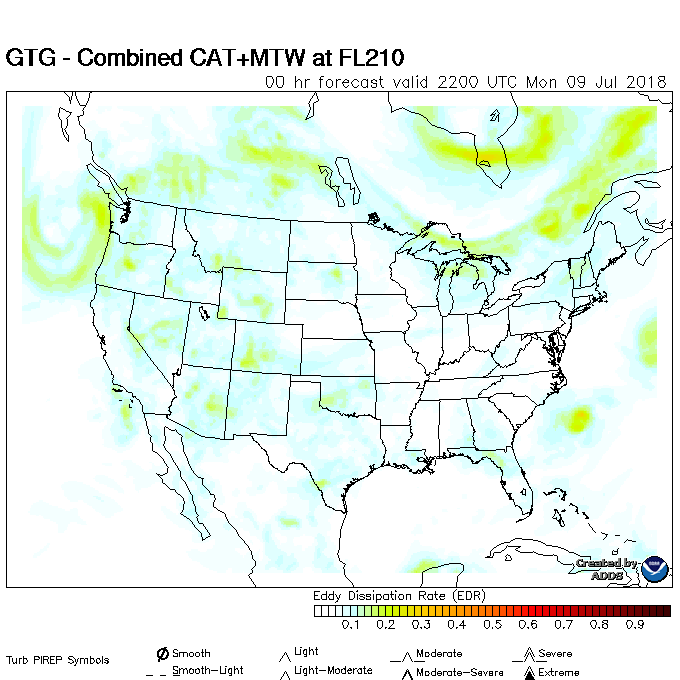 GTG - Combined CAT+MTW at FL210
00 hr forecast valid 2200 UTC Mon 09 Jul 2018
Created by
ADDS
Eddy Dissipation Rate (EDR)
0.1 0.2 0.3 0.4 0.5 0.6 0.7 0.8 0.9
Turb PIREP Symbols
Smooth Light Moderate Severe
Smooth-Light Light-Moderate Moderate-Severe Extreme